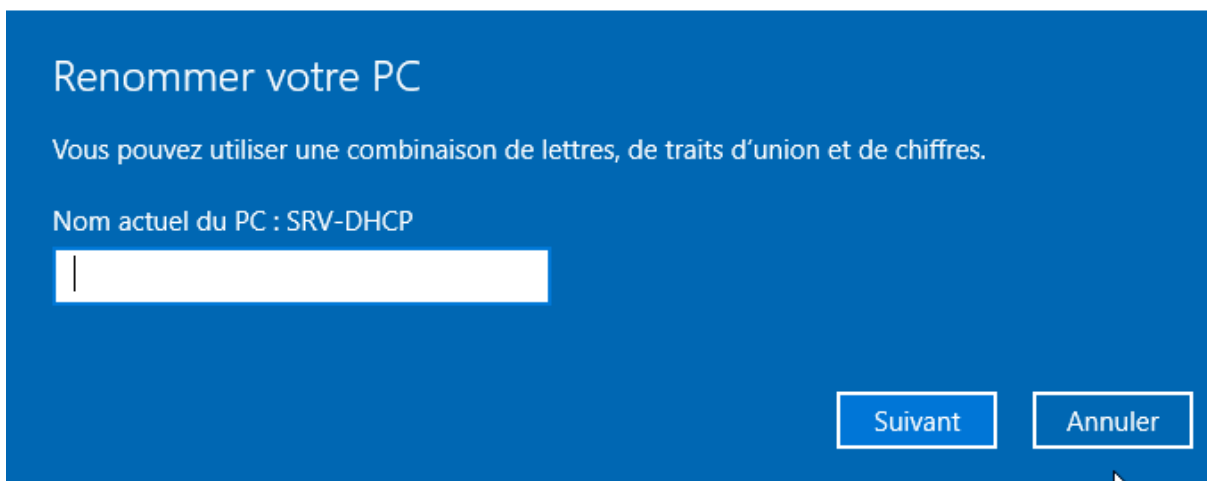 Renommer votre PC
Vous pouvez utiliser une combinaison de lettres, de traits d’union et de chiffres.
Nom actuel du PC : SRV-DHCP
Suivant
Annuler